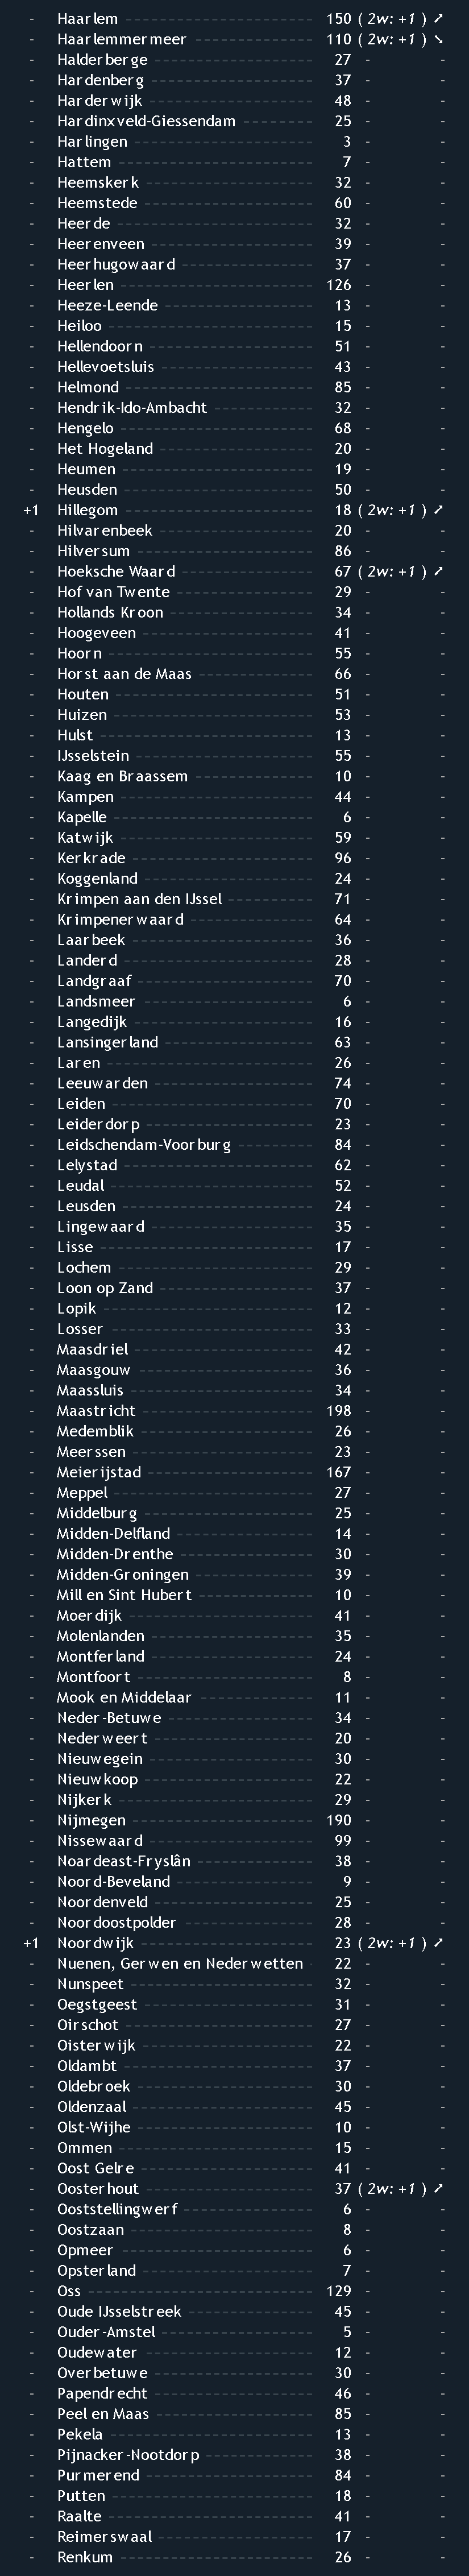 - Haarlem 150 ( 2w: +1 ) ➚
- Haarlemmermeer 110 ( 2w: +1 ) ➘
- Halderberge 27 - -
- Hardenberg 37 - -
- Harderwijk 48 - -
- Hardinxveld-Giessendam 25 - -
- Harlingen 3 - -
- Hattem 7 - -
- Heemskerk 32 - -
- Heemstede 60 - -
- Heerde 32 - -
- Heerenveen 39 - -
- Heerhugowaard 37 - -
- Heerlen 126 - -
- Heeze-Leende 13 - -
- Heiloo 15 - -
- Hellendoorn 51 - -
- Hellevoetsluis 43 - -
- Helmond 85 - -
- Hendrik-Ido-Ambacht 32 - -
- Hengelo 68 - -
- Het Hogeland 20 - -
- Heumen 19 - -
- Heusden 50 - -
+1 Hillegom 18 ( 2w: +1 ) ➚
- Hilvarenbeek 20 - -
- Hilversum 86 - -
- Hoeksche Waard 67 ( 2w: +1 ) ➚
- Hof van Twente 29 - -
- Hollands Kroon 34 - -
- Hoogeveen 41 - -
- Hoorn 55 - -
- Horst aan de Maas 66 - -
- Houten 51 - -
- Huizen 53 - -
- Hulst 13 - -
- IJsselstein 55 - -
- Kaag en Braassem 10 - -
- Kampen 44 - -
- Kapelle 6 - -
- Katwijk 59 - -
- Kerkrade 96 - -
- Koggenland 24 - -
- Krimpen aan den IJssel 71 - -
- Krimpenerwaard 64 - -
- Laarbeek 36 - -
- Landerd 28 - -
- Landgraaf 70 - -
- Landsmeer 6 - -
- Langedijk 16 - -
- Lansingerland 63 - -
- Laren 26 - -
- Leeuwarden 74 - -
- Leiden 70 - -
- Leiderdorp 23 - -
- Leidschendam-Voorburg 84 - -
- Lelystad 62 - -
- Leudal 52 - -
- Leusden 24 - -
- Lingewaard 35 - -
- Lisse 17 - -
- Lochem 29 - -
- Loon op Zand 37 - -
- Lopik 12 - -
- Losser 33 - -
- Maasdriel 42 - -
- Maasgouw 36 - -
- Maassluis 34 - -
- Maastricht 198 - -
- Medemblik 26 - -
- Meerssen 23 - -
- Meierijstad 167 - -
- Meppel 27 - -
- Middelburg 25 - -
- Midden-Delfland 14 - -
- Midden-Drenthe 30 - -
- Midden-Groningen 39 - -
- Mill en Sint Hubert 10 - -
- Moerdijk 41 - -
- Molenlanden 35 - -
- Montferland 24 - -
- Montfoort 8 - -
- Mook en Middelaar 11 - -
- Neder-Betuwe 34 - -
- Nederweert 20 - -
- Nieuwegein 30 - -
- Nieuwkoop 22 - -
- Nijkerk 29 - -
- Nijmegen 190 - -
- Nissewaard 99 - -
- Noardeast-Fryslân 38 - -
- Noord-Beveland 9 - -
- Noordenveld 25 - -
- Noordoostpolder 28 - -
+1 Noordwijk 23 ( 2w: +1 ) ➚
- Nuenen, Gerwen en Nederwetten 22 - -
- Nunspeet 32 - -
- Oegstgeest 31 - -
- Oirschot 27 - -
- Oisterwijk 22 - -
- Oldambt 37 - -
- Oldebroek 30 - -
- Oldenzaal 45 - -
- Olst-Wijhe 10 - -
- Ommen 15 - -
- Oost Gelre 41 - -
- Oosterhout 37 ( 2w: +1 ) ➚
- Ooststellingwerf 6 - -
- Oostzaan 8 - -
- Opmeer 6 - -
- Opsterland 7 - -
- Oss 129 - -
- Oude IJsselstreek 45 - -
- Ouder-Amstel 5 - -
- Oudewater 12 - -
- Overbetuwe 30 - -
- Papendrecht 46 - -
- Peel en Maas 85 - -
- Pekela 13 - -
- Pijnacker-Nootdorp 38 - -
- Purmerend 84 - -
- Putten 18 - -
- Raalte 41 - -
- Reimerswaal 17 - -
- Renkum 26 - -